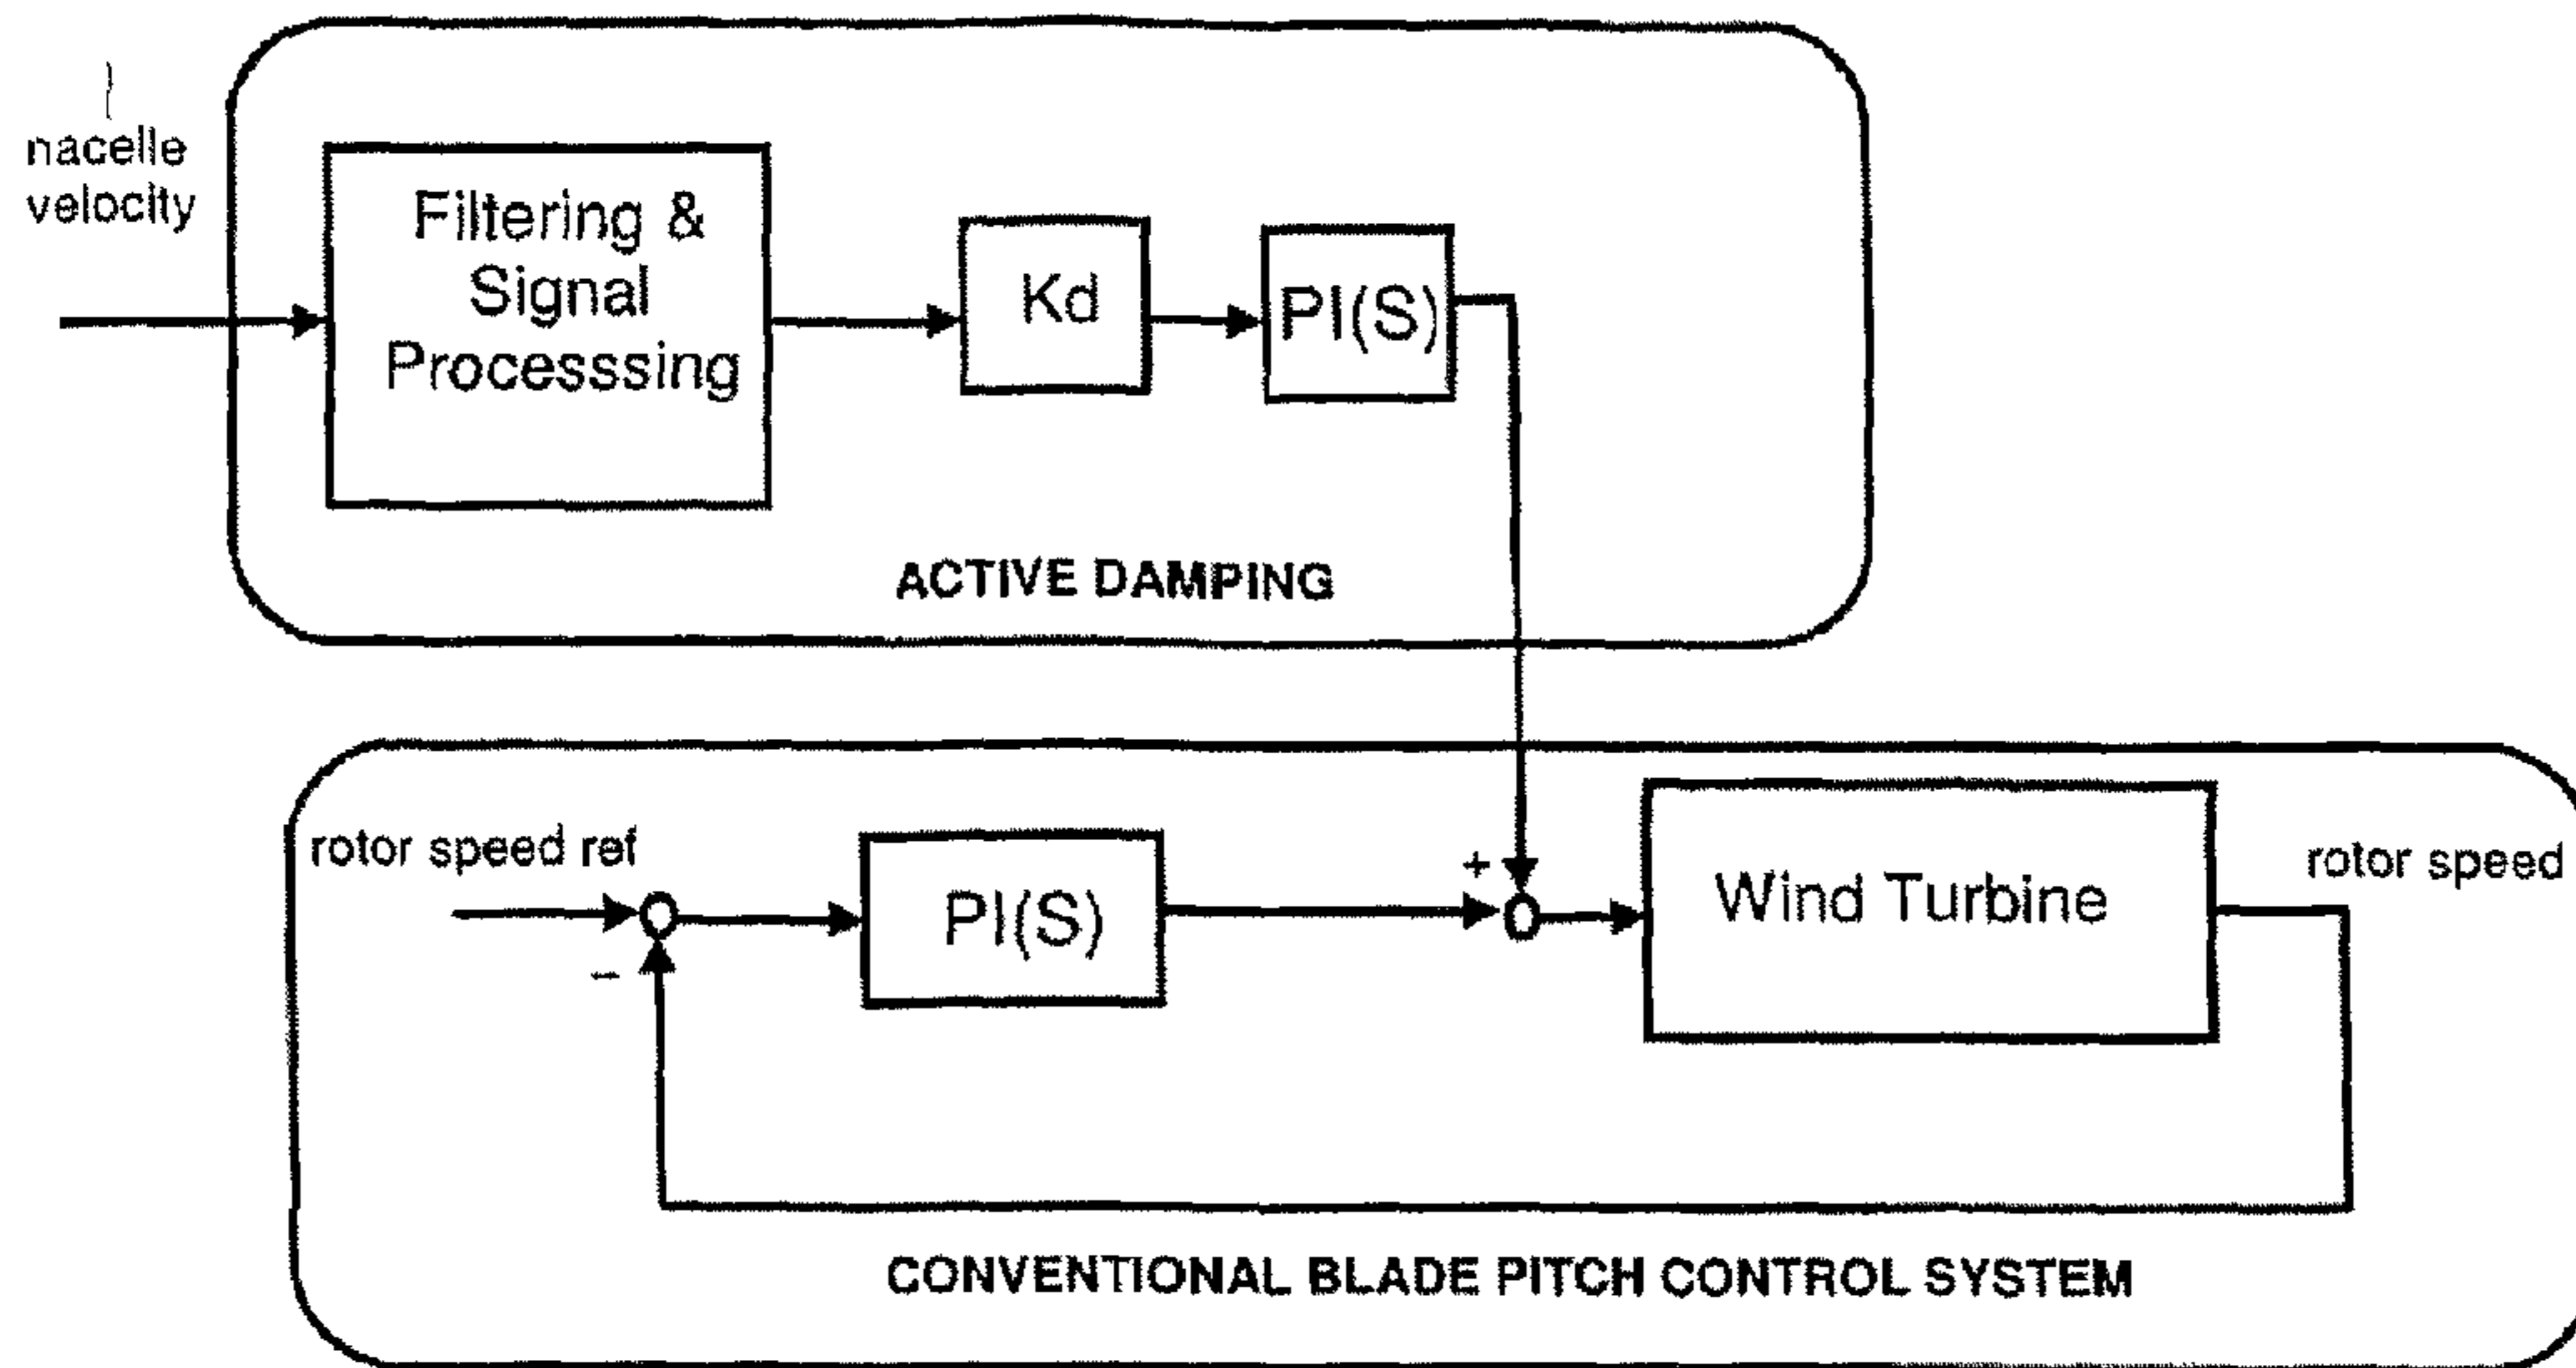 nacelle
velocity
Filtering &
Signal
Processsing
Kd
PI(S)
ACTIVE DAMPING
rotor speed ref
−
PI(S)
+
Wind Turbine
rotor speed
CONVENTIONAL BLADE PITCH CONTROL SYSTEM